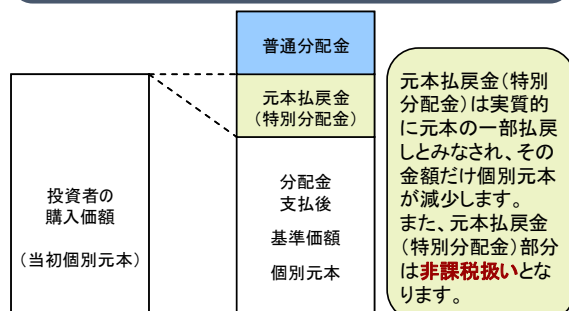 普通分配金
元本払戻金
(特別分配金)
投資者の
購入価額
(当初個別元本)
分配金
支払後
基準価額
個別元本
元本払戻金(特別
分配金)は実質的
に元本の一部払戻
しとみなされ、その
金額だけ個別元本
が減少します。
また、元本払戻金
(特別分配金)部分
は非課税扱いとな
ります。